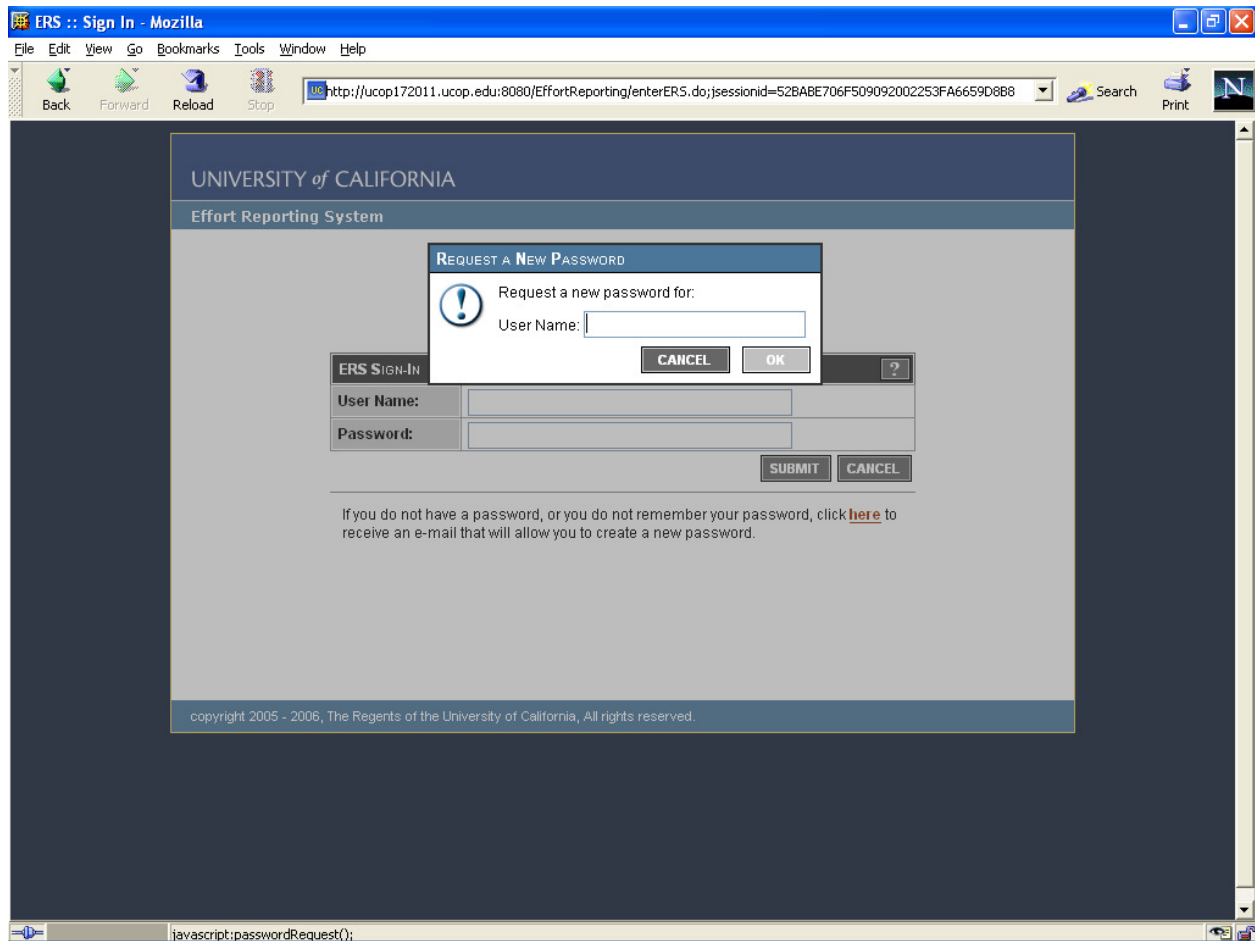 ERS :: Sign In - Mozilla
File Edit View Go Bookmarks Tools Window Help
Back Forward Reload Stop http://ucop172011.ucop.edu:8080/EffortReporting/enterERS.do;jsessionid=52BABE706F509092002253FA6659D8B8 Search Print N
UNIVERSITY of CALIFORNIA
Effort Reporting System
REQUEST A NEW PASSWORD
Request a new password for:
User Name:
CANCEL OK
ERS SIGN-IN ?
User Name:
Password:
SUBMIT CANCEL
If you do not have a password, or you do not remember your password, click here to
receive an e-mail that will allow you to create a new password.
copyright 2005 - 2006, The Regents of the University of California, All rights reserved.
javascript:passwordRequest();